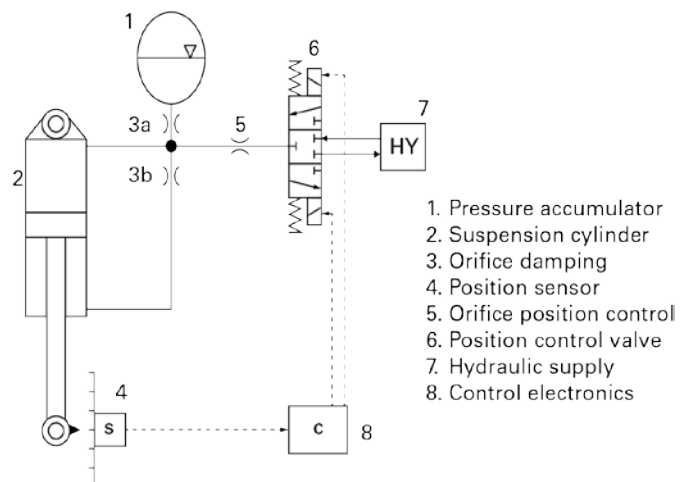 1
6
3a
5
7
HY
3b
2
1. Pressure accumulator
2. Suspension cylinder
3. Orifice damping
4. Position sensor
5. Orifice position control
6. Position control valve
7. Hydraulic supply
8. Control electronics
4
S
C
8